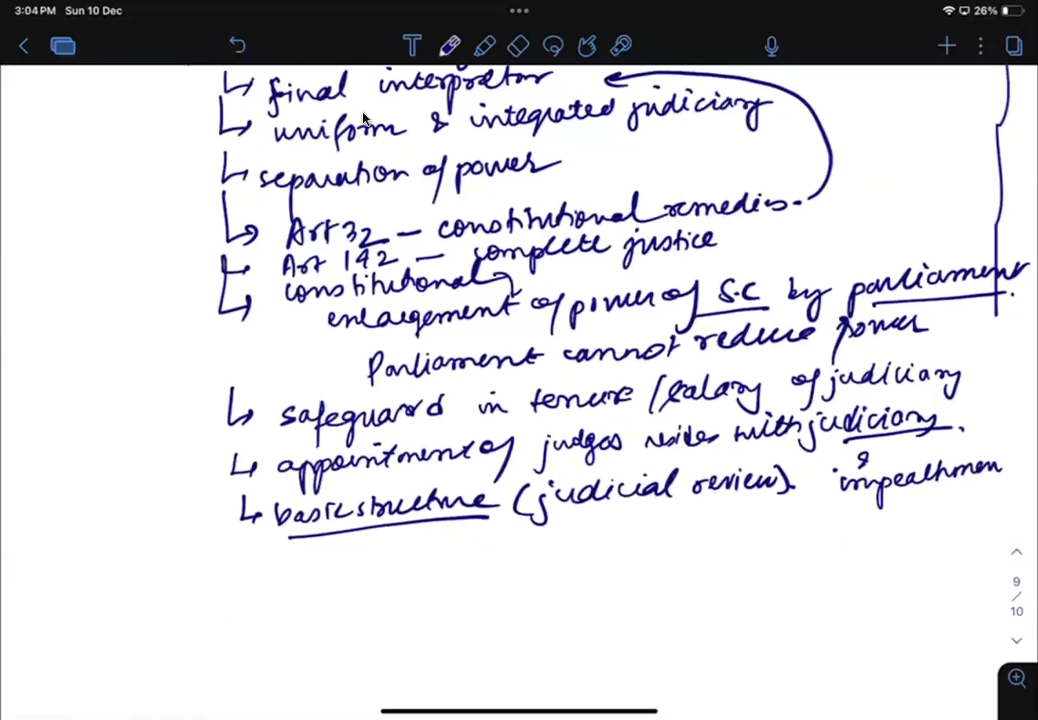 3:04 PM Sun 10 Dec
26%
final interpretor
uniform & integrated judiciary
separation of power
Art 32 – constitutional remedies.
Art 142 – complete justice
constitutional
enlargement of power of S.C by parliament.
Parliament cannot reduce power
safeguard in tenure / salary of judiciary
appointment of judges resides with judiciary.
& impeathmen
basic structure (judicial review).
9
/
10